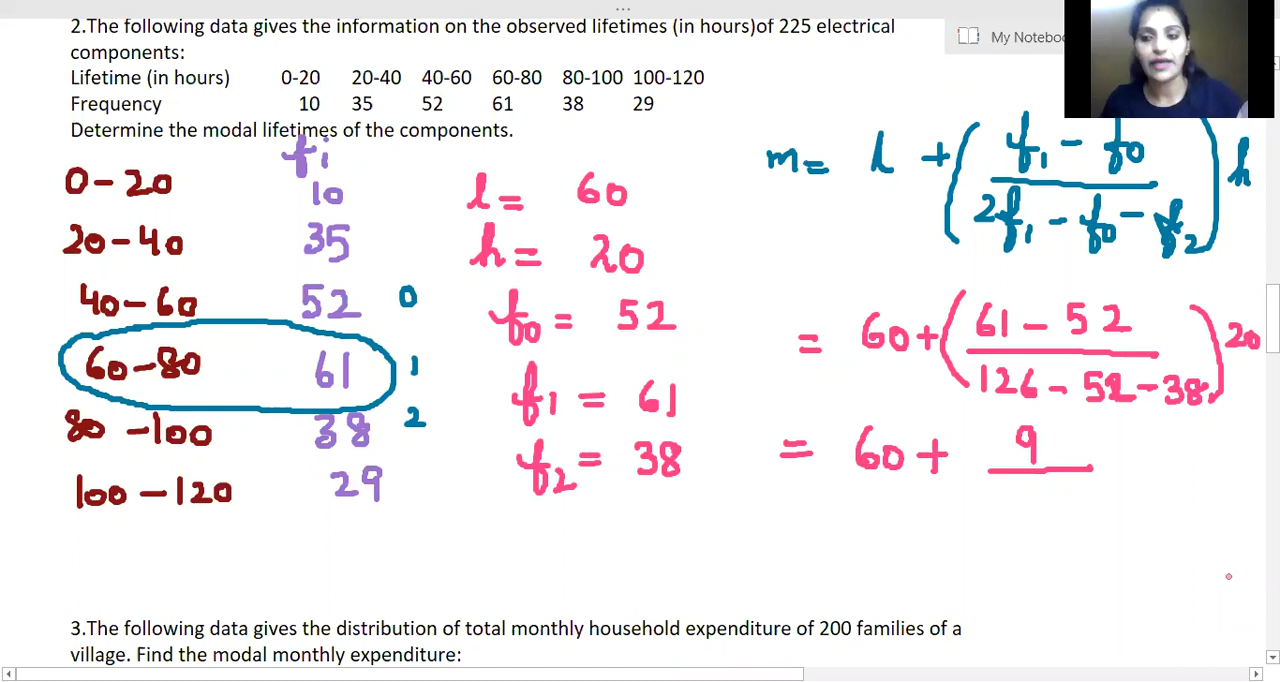 2.The following data gives the information on the observed lifetimes (in hours)of 225 electrical
components:
Lifetime (in hours) 0-20 20-40 40-60 60-80 80-100 100-120
Frequency 10 35 52 61 38 29
Determine the modal lifetimes of the components.
My Notebo
fi
0-20 10
20-40 35
40-60 52 0
60-80 61 1
80-100 38 2
100-120 29
l = 60
h = 20
f0 = 52
f1 = 61
f2 = 38
m = l + (f1 - f0 / 2f1 - f0 - f2) h
= 60 + (61 - 52 / 126 - 52 - 38) 20
= 60 + 9
3.The following data gives the distribution of total monthly household expenditure of 200 families of a
village. Find the modal monthly expenditure: